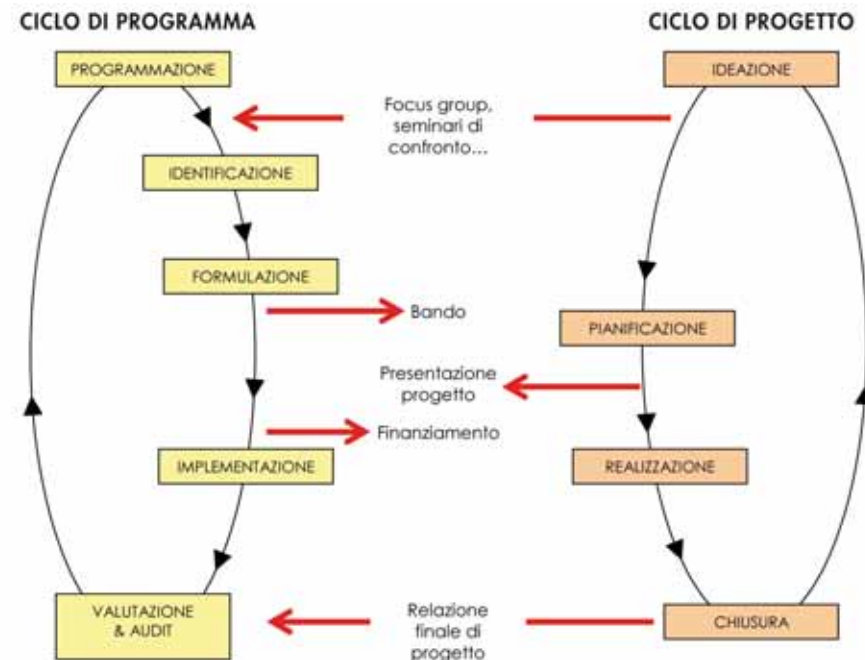 CICLO DI PROGRAMMA
CICLO DI PROGETTO
PROGRAMMAZIONE
IDEAZIONE
Focus group,
seminari di
confronto...
IDENTIFICAZIONE
FORMULAZIONE
Bando
PIANIFICAZIONE
Presentazione
progetto
Finanziamento
IMPLEMENTAZIONE
REALIZZAZIONE
VALUTAZIONE
& AUDIT
Relazione
finale di
progetto
CHIUSURA